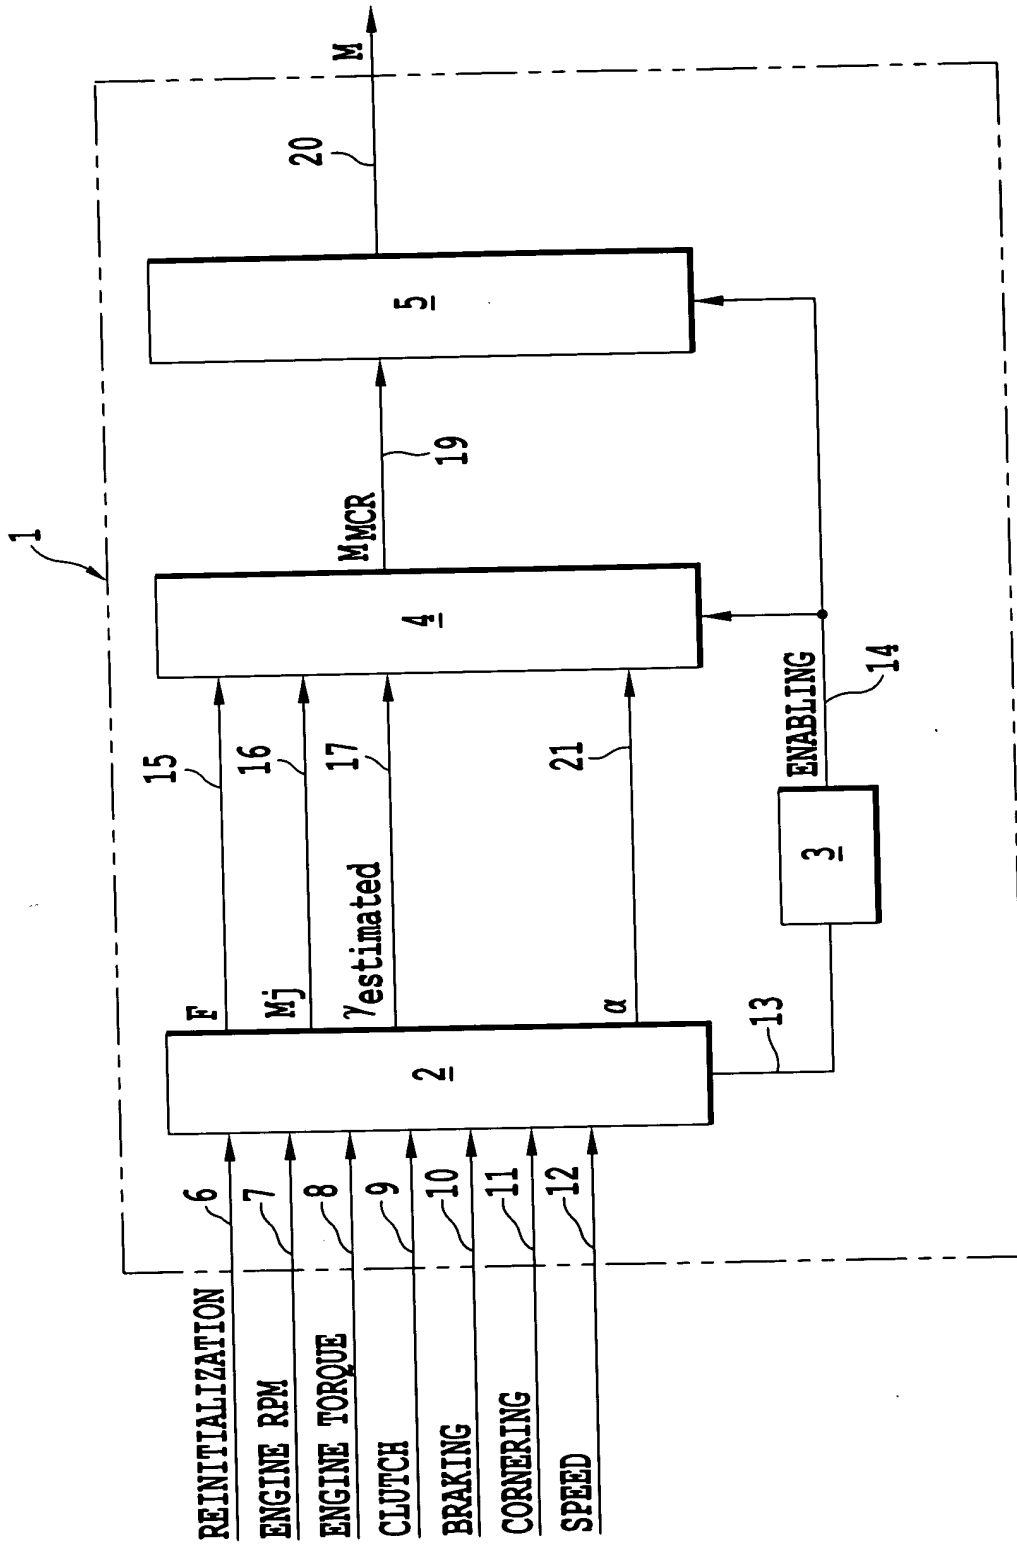 1
REINITIALIZATION
6
ENGINE RPM
7
ENGINE TORQUE
8
CLUTCH
9
BRAKING
10
CORNERING
11
SPEED
12
2
F
15
Mj
16
γestimated
17
α
21
13
3
ENABLING
14
4
MMCR
19
5
20
M